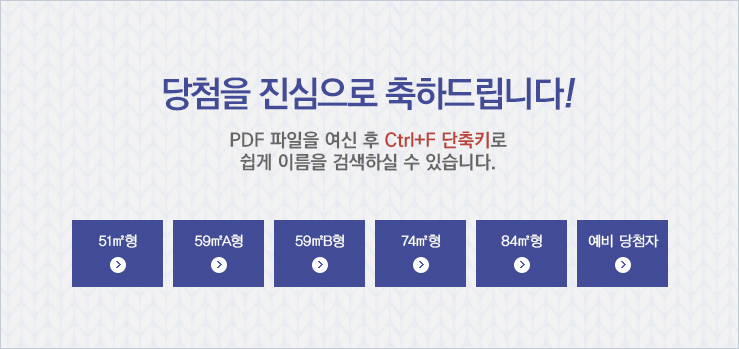 당첨을 진심으로 축하드립니다!
PDF 파일을 여신 후 Ctrl+F 단축키로
쉽게 이름을 검색하실 수 있습니다.
51㎡형
59㎡A형
59㎡B형
74㎡형
84㎡형
예비 당첨자